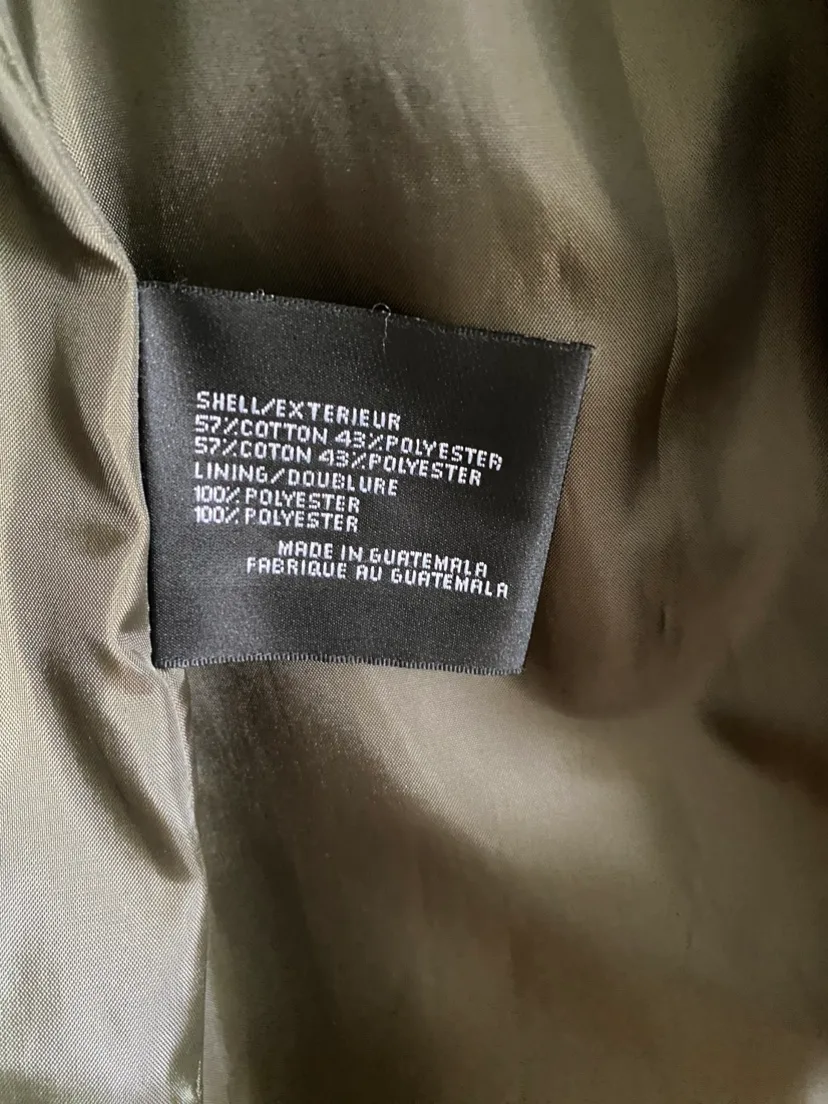 SHELL/EXTERIEUR
57%COTTON 43%POLYESTER
57%COTON 43%POLYESTER
LINING/DOUBLURE
100% POLYESTER
100% POLYESTER
MADE IN GUATEMALA
FABRIQUE AU GUATEMALA